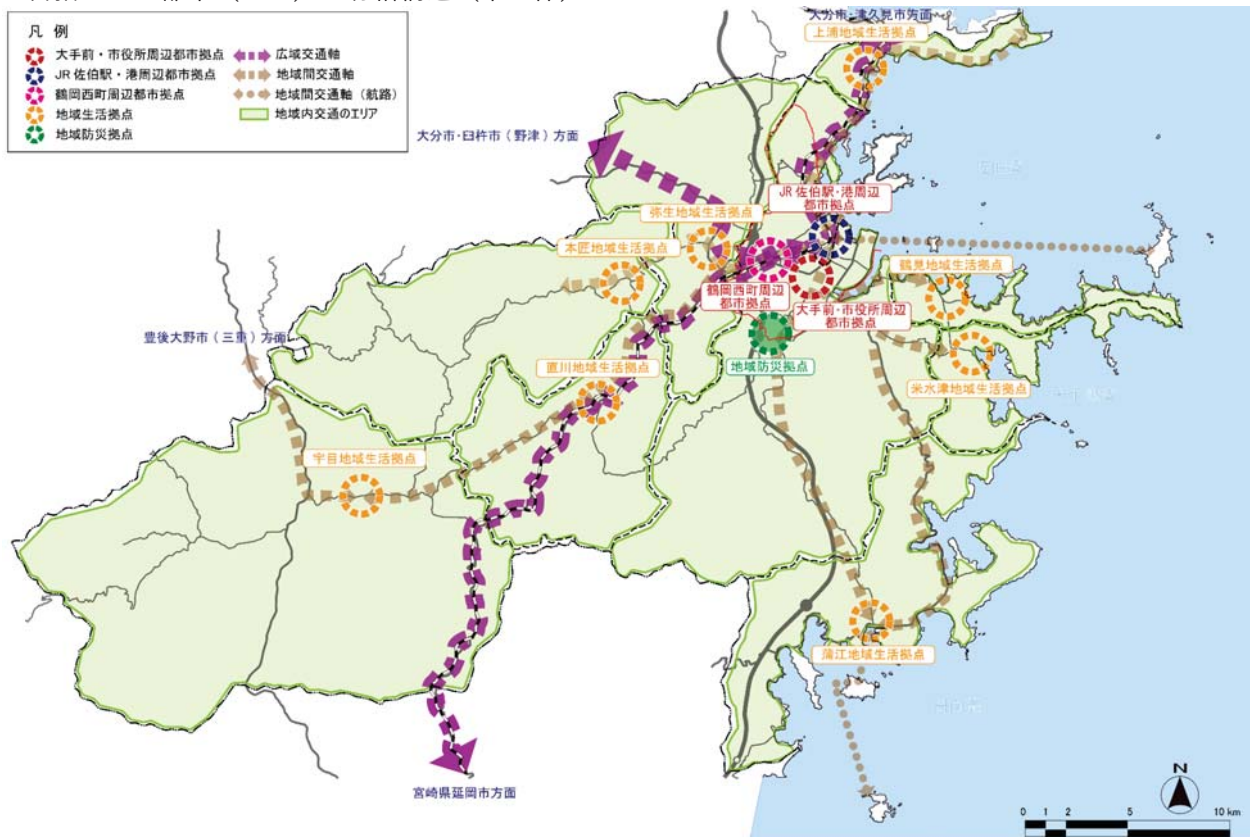 凡 例
大手前・市役所周辺都市拠点
JR佐伯駅・港周辺都市拠点
鶴岡西町周辺都市拠点
地域生活拠点
地域防災拠点
広域交通軸
地域間交通軸
地域間交通軸(航路)
地域内交通のエリア
大分市・津久見市方面
上浦地域生活拠点
大分市・臼杵市(野津)方面
JR佐伯駅・港周辺
都市拠点
弥生地域生活拠点
本匠地域生活拠点
鶴見地域生活拠点
鶴岡西町周辺
都市拠点
大手前・市役所周辺
都市拠点
豊後大野市(三重)方面
直川地域生活拠点
地域防災拠点
米水津地域生活拠点
宇目地域生活拠点
蒲江地域生活拠点
宮崎県延岡市方面
N
0 1 2 5 10 km